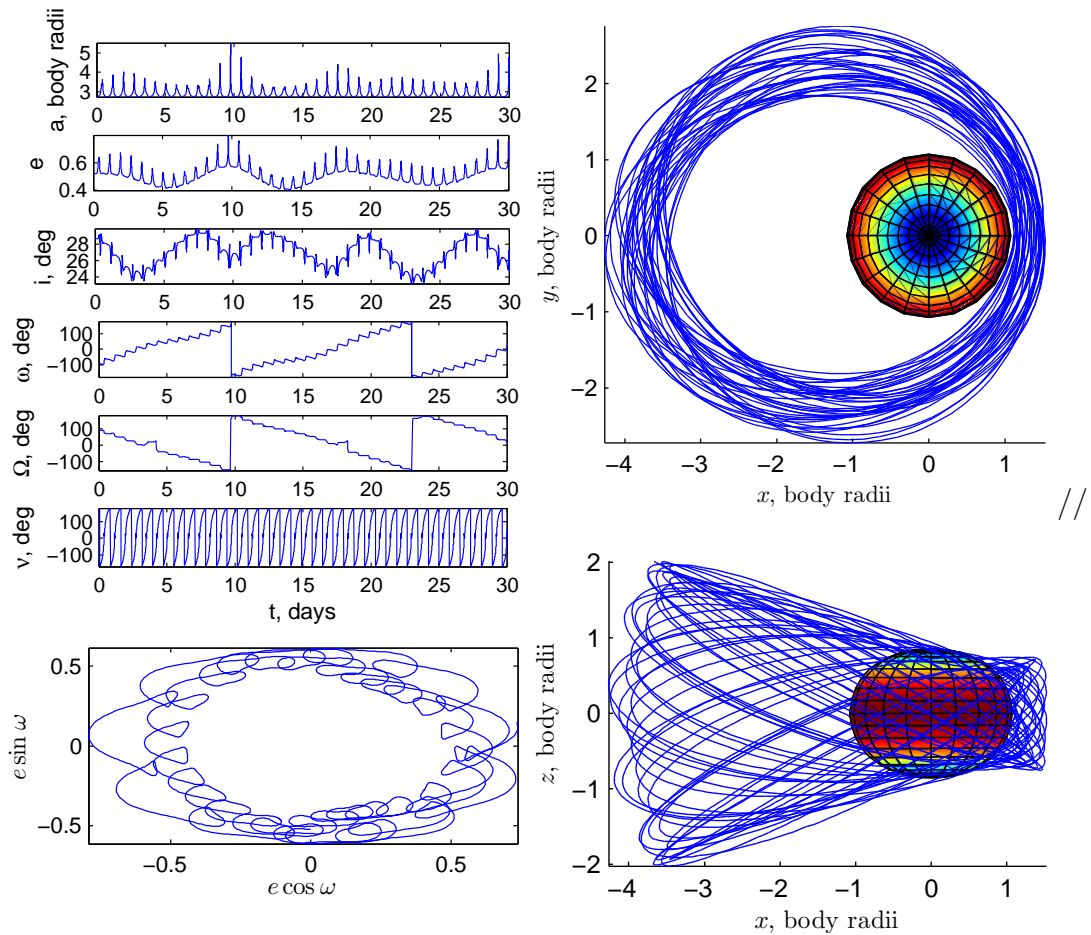 a, body radii
5
4
3
0 5 10 15 20 25 30
e
0.6
0.4
0 5 10 15 20 25 30
i, deg
28
26
24
0 5 10 15 20 25 30
ω, deg
100
0
−100
0 5 10 15 20 25 30
Ω, deg
100
0
−100
0 5 10 15 20 25 30
ν, deg
100
0
−100
0 5 10 15 20 25 30
t, days
e sin ω
0.5
0
−0.5
−0.5 0 0.5
e cos ω
y, body radii
2
1
0
−1
−2
−4 −3 −2 −1 0 1
x, body radii
//
z, body radii
2
1
0
−1
−2
−4 −3 −2 −1 0 1
x, body radii